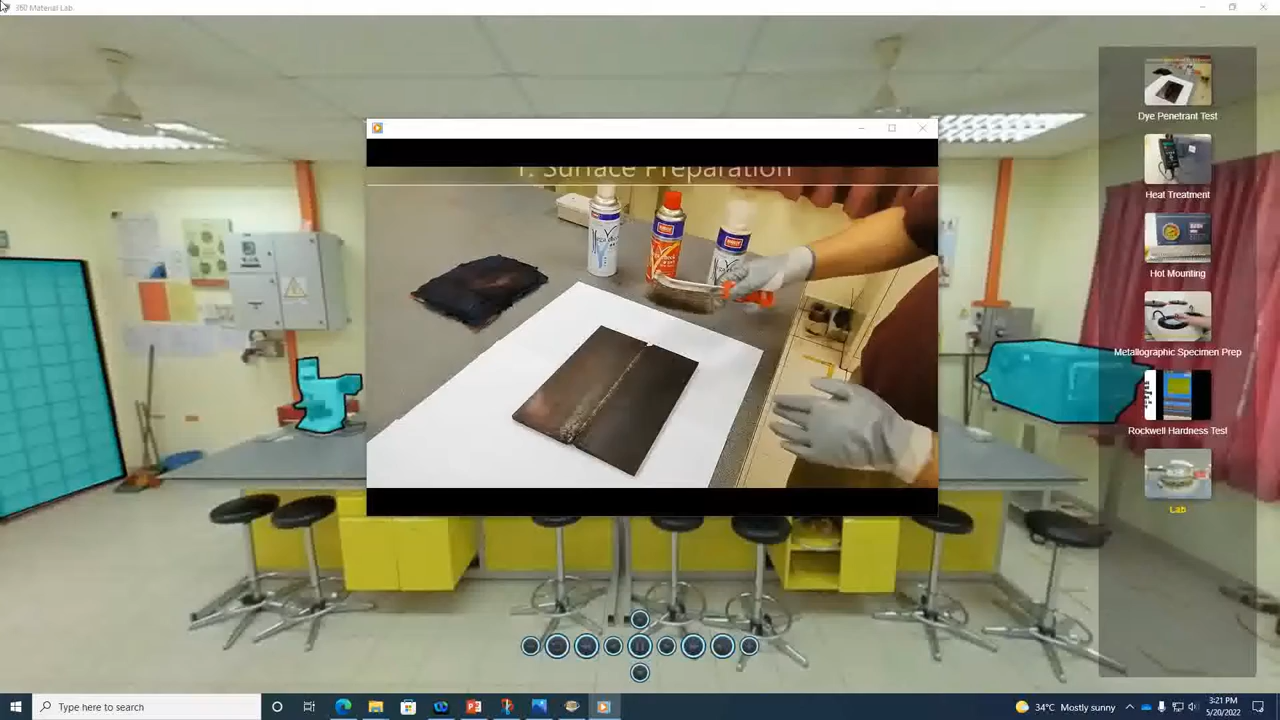 360 Material Lab
1. Surface Preparation
Dye Penetrant Test
Heat Treatment
Hot Mounting
Metallographic Specimen Prep
Rockwell Hardness Test
Lab
Type here to search
34°C Mostly sunny
3:21 PM
5/20/2022